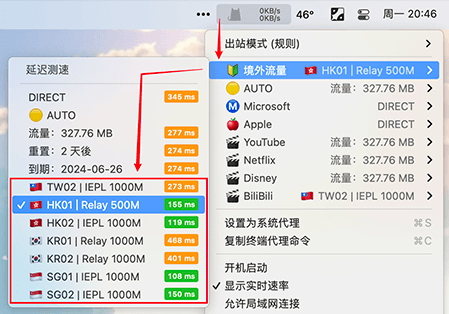 0KB/s
0KB/s
46°
周一 20:46
出站模式 (规则)
境外流量 HK01 | Relay 500M
AUTO 流量：327.76 MB
Microsoft DIRECT
Apple DIRECT
YouTube 流量：327.76 MB
Netflix 流量：327.76 MB
Disney 流量：327.76 MB
BiliBili TW02 | IEPL 1000M
设置为系统代理 ⌘S
复制终端代理命令 ⌘C
开机启动
显示实时速率
允许局域网连接
延迟测速
DIRECT 346 ms
AUTO
流量：327.76 MB 277 ms
重置：2 天後 274 ms
到期：2024-06-26 274 ms
TW02 | IEPL 1000M 273 ms
HK01 | Relay 500M 155 ms
HK02 | IEPL 1000M 119 ms
KR01 | Relay 1000M 468 ms
KR02 | Relay 1000M 401 ms
SG01 | IEPL 1000M 108 ms
SG02 | IEPL 1000M 150 ms